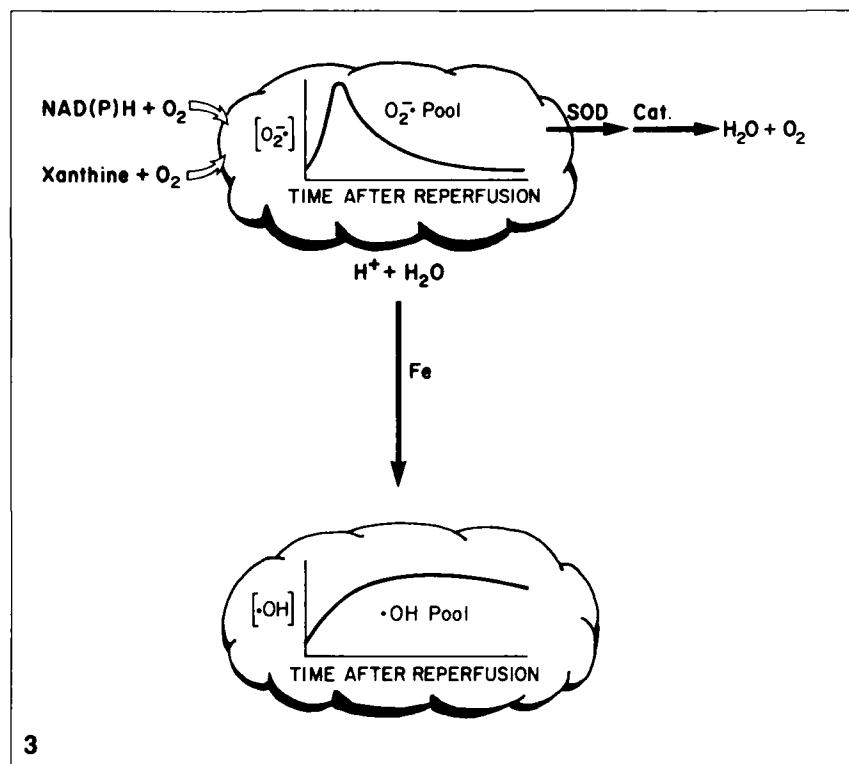 NAD(P)H + O₂
Xanthine + O₂
[O₂⁻·]
O₂⁻· Pool
TIME AFTER REPERFUSION
SOD Cat.
H₂O + O₂
H⁺ + H₂O
Fe
[·OH]
·OH Pool
TIME AFTER REPERFUSION
3